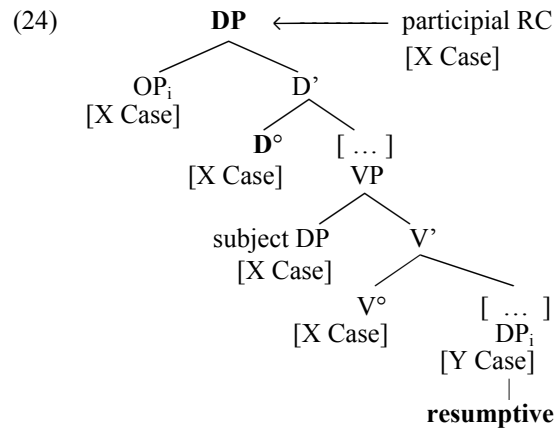 (24) DP participial RC
[X Case]
OPi D’
[X Case]
D° [ … ]
[X Case] VP
subject DP V’
[X Case]
V° [ … ]
[X Case] DPi
[Y Case]
resumptive